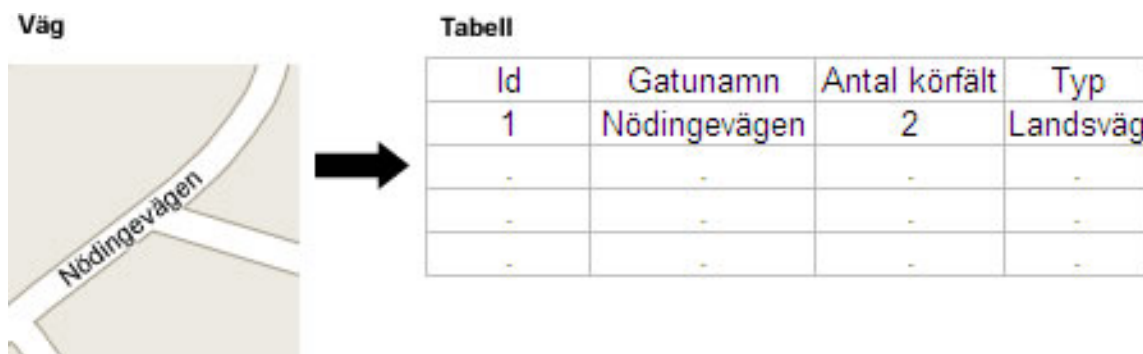 Väg
Nödingevägen
Tabell
Id Gatunamn Antal körfält Typ
1 Nödingevägen 2 Landsväg
- - - -
- - - -
- - - -